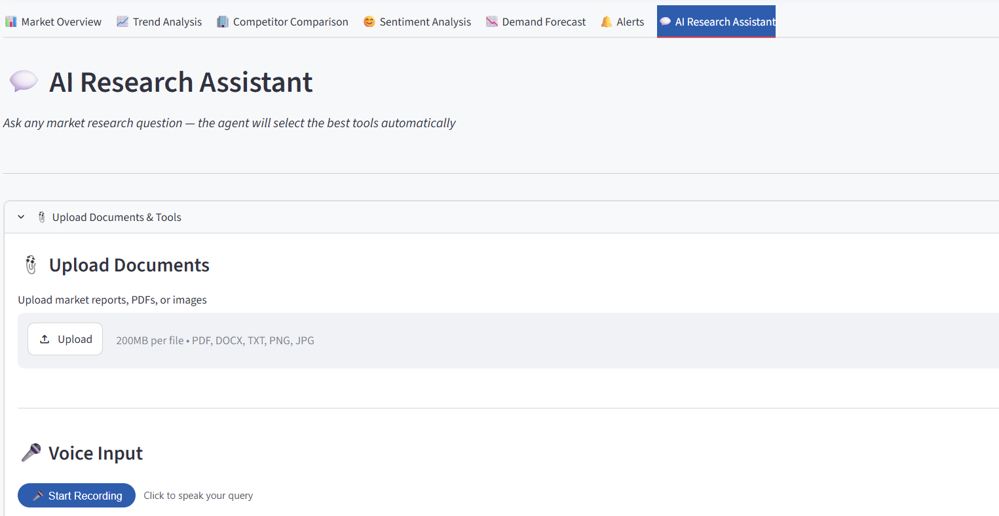 Market Overview Trend Analysis Competitor Comparison Sentiment Analysis Demand Forecast Alerts AI Research Assistant
AI Research Assistant
Ask any market research question — the agent will select the best tools automatically
Upload Documents & Tools
Upload Documents
Upload market reports, PDFs, or images
Upload 200MB per file • PDF, DOCX, TXT, PNG, JPG
Voice Input
Start Recording Click to speak your query